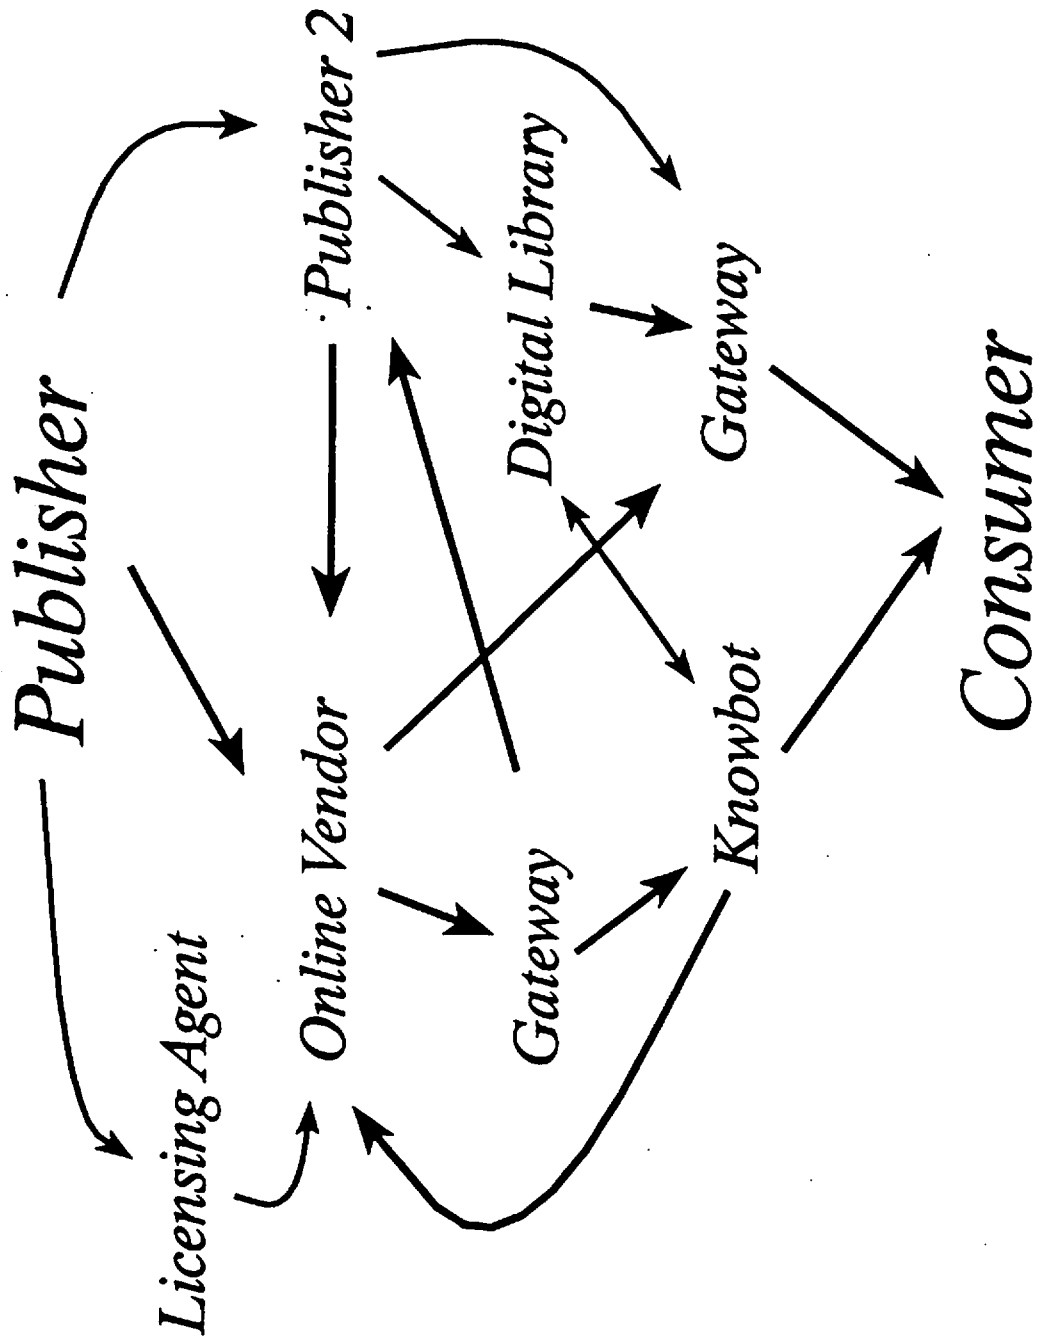 Publisher
Licensing Agent
Online Vendor
Publisher 2
Gateway
Digital Library
Knowbot
Gateway
Consumer